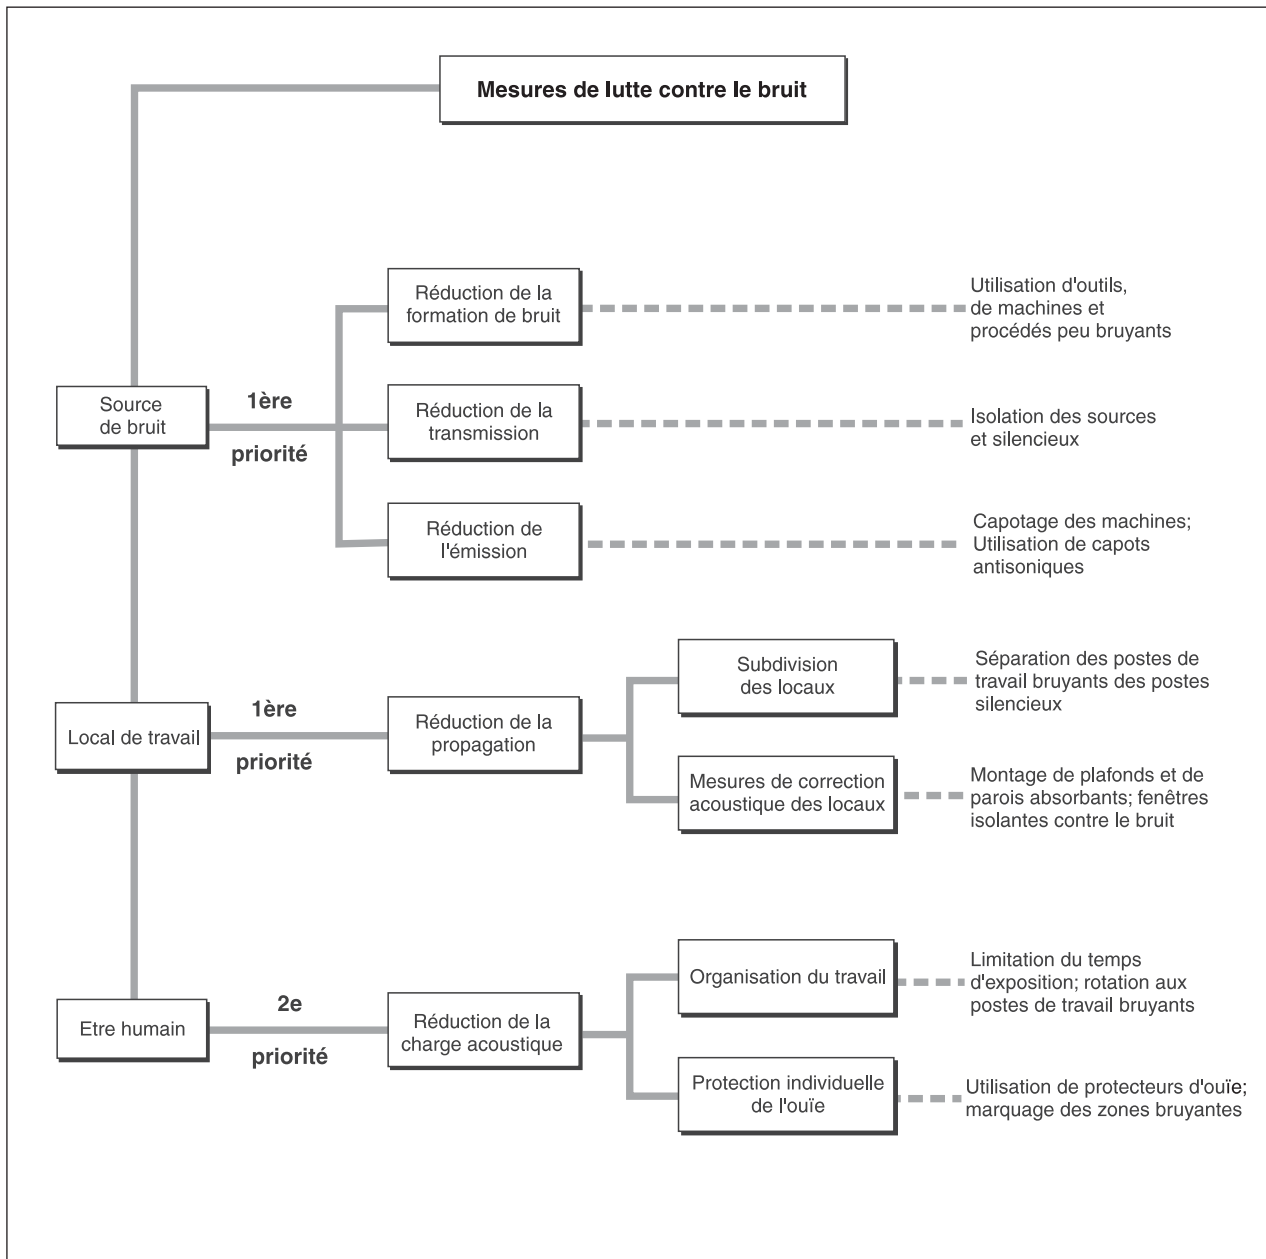 Mesures de lutte contre le bruit
Réduction de la
formation de bruit
Utilisation d'outils,
de machines et
procédés peu bruyants
Source
de bruit
1ère
priorité
Réduction de la
transmission
Isolation des sources
et silencieux
Réduction de
l'émission
Capotage des machines;
Utilisation de capots
antisoniques
Local de travail
1ère
priorité
Réduction de la
propagation
Subdivision
des locaux
Séparation des postes de
travail bruyants des postes
silencieux
Mesures de correction
acoustique des locaux
Montage de plafonds et de
parois absorbants; fenêtres
isolantes contre le bruit
Etre humain
2e
priorité
Réduction de la
charge acoustique
Organisation du travail
Limitation du temps
d'exposition; rotation aux
postes de travail bruyants
Protection individuelle
de l'ouïe
Utilisation de protecteurs d'ouïe;
marquage des zones bruyantes